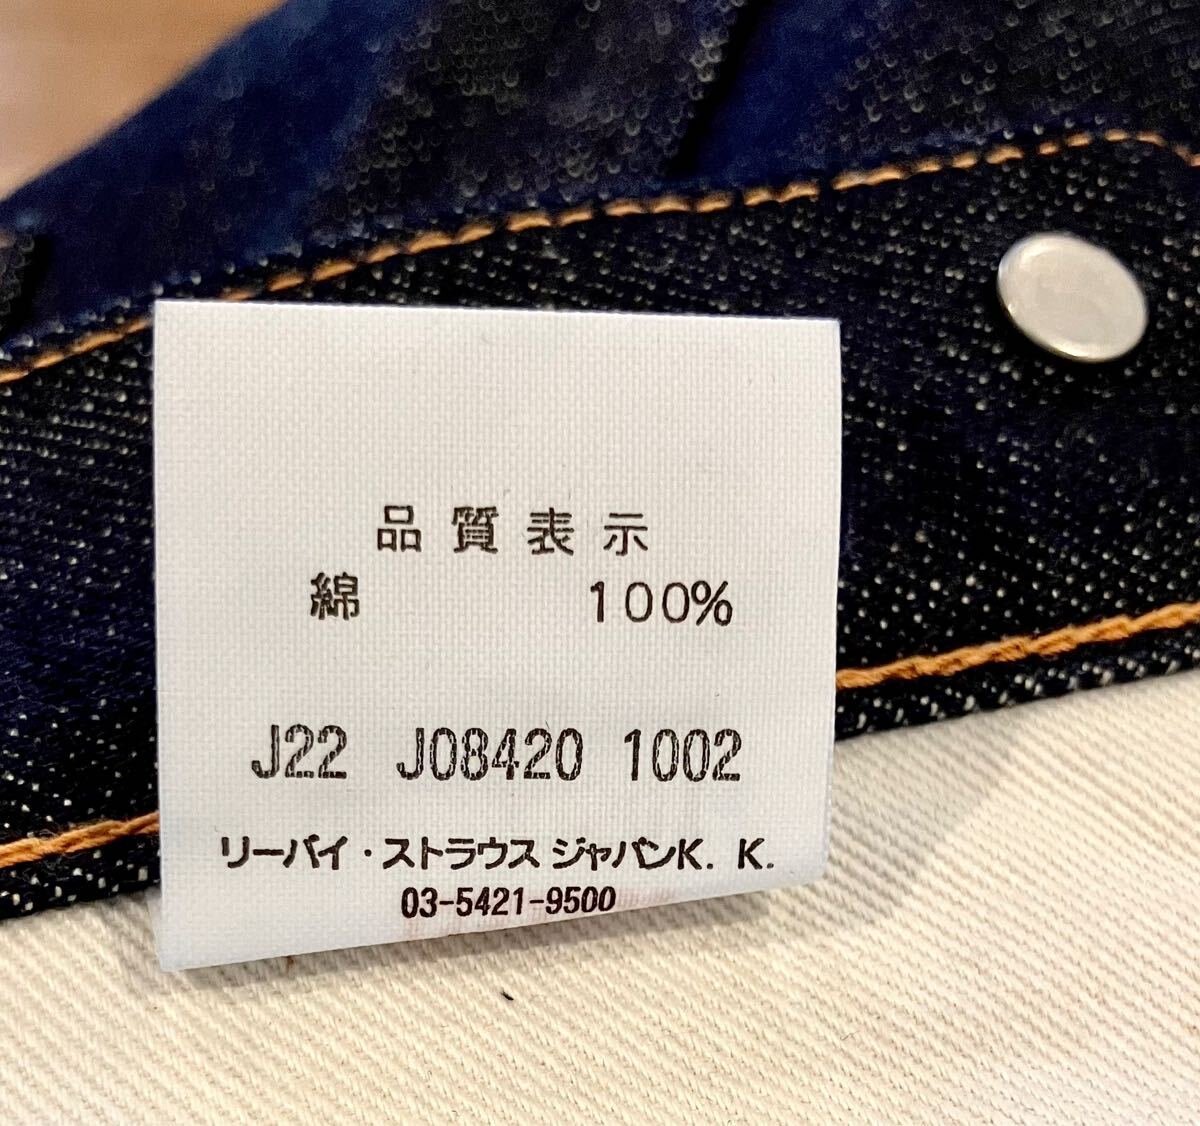 品質表示
綿 100%
J22 J08420 1002
リーバイ・ストラウス ジャパンK. K.
03-5421-9500